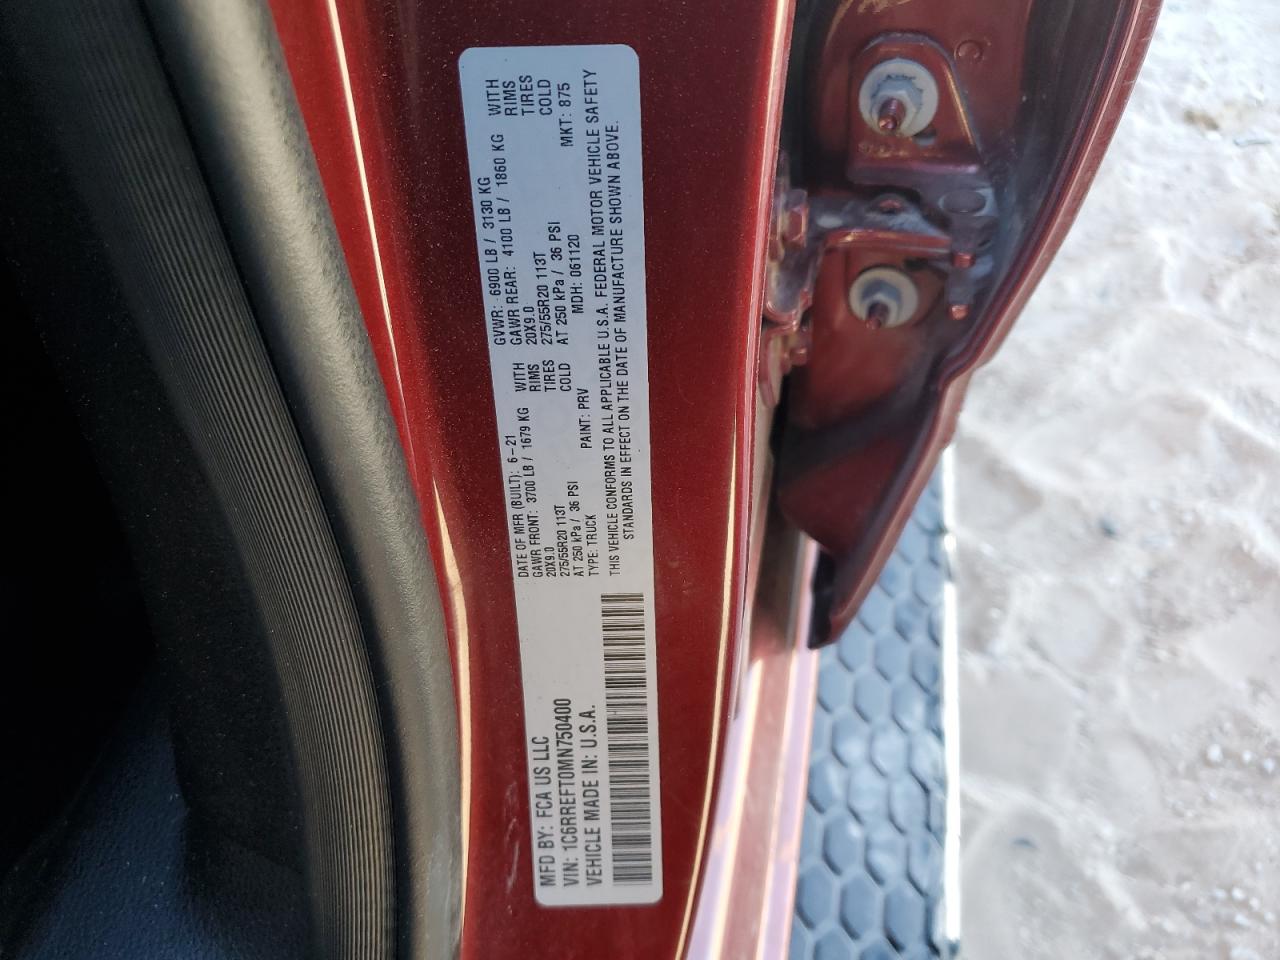 MFD BY: FCA US LLC
VIN: 1C6RREFT0MN750400
VEHICLE MADE IN: U.S.A.
DATE OF MFR (BUILT): 6-21
GVWR: 6900 LB / 3130 KG
GAWR FRONT: 3700 LB / 1679 KG WITH
20X9.0 RIMS
275/55R20 113T TIRES
AT 250 kPa / 36 PSI COLD
GAWR REAR: 4100 LB / 1860 KG WITH
20X9.0 RIMS
275/55R20 113T TIRES
AT 250 kPa / 36 PSI COLD
TYPE: TRUCK PAINT: PRV MDH: 061120 MKT: 875
THIS VEHICLE CONFORMS TO ALL APPLICABLE U.S.A. FEDERAL MOTOR VEHICLE SAFETY
STANDARDS IN EFFECT ON THE DATE OF MANUFACTURE SHOWN ABOVE.